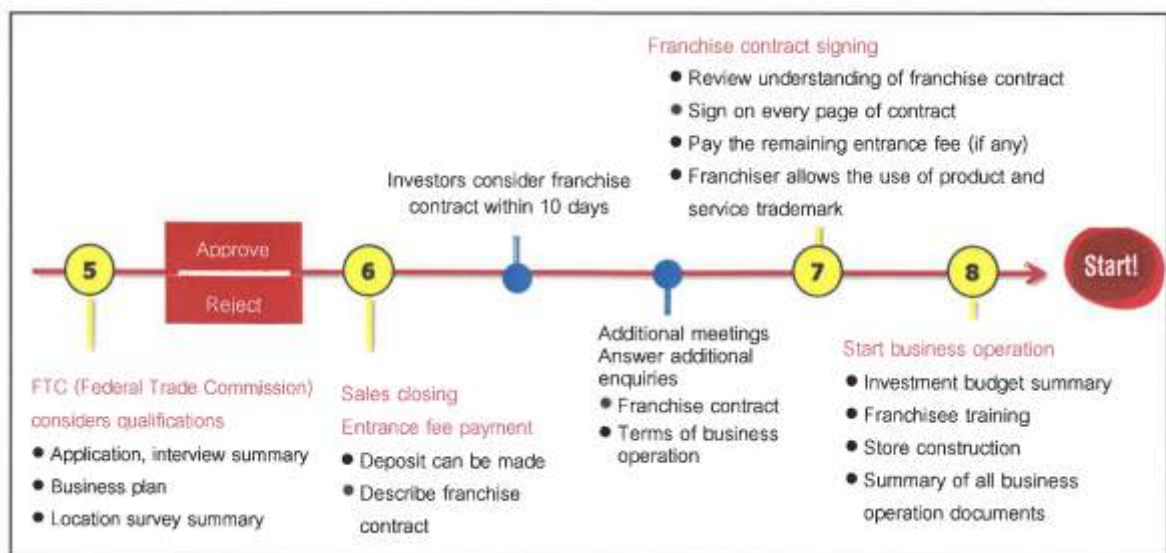 Franchise contract signing
● Review understanding of franchise contract
● Sign on every page of contract
● Pay the remaining entrance fee (if any)
● Franchiser allows the use of product and
service trademark
Investors consider franchise
contract within 10 days
5
Approve
Reject
6
7
8
Start!
FTC (Federal Trade Commission)
considers qualifications
● Application, interview summary
● Business plan
● Location survey summary
Sales closing
Entrance fee payment
● Deposit can be made
● Describe franchise
contract
Additional meetings
Answer additional
enquiries
● Franchise contract
● Terms of business
operation
Start business operation
● Investment budget summary
● Franchisee training
● Store construction
● Summary of all business
operation documents